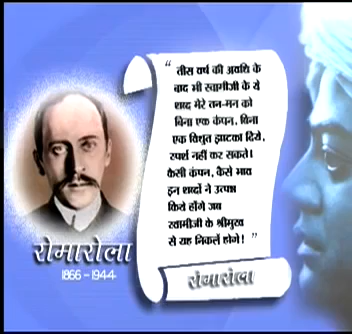 “ तीस वर्ष की अवधि के
बाद भी स्वामीजी के ये
शब्द मेरे तन-मन को
बिना एक कंपन, बिना
एक विद्युत झाटका दिये,
स्पर्श नहीं कर सकते।
कैसी कंपन, कैसे भाव
इन शब्दों ने उत्पन्न
किये होंगे जब
स्वामीजी के श्रीमुख
से यह निकलें होगे! ”
रोमारोला
रोमारोला
1866 - 1944